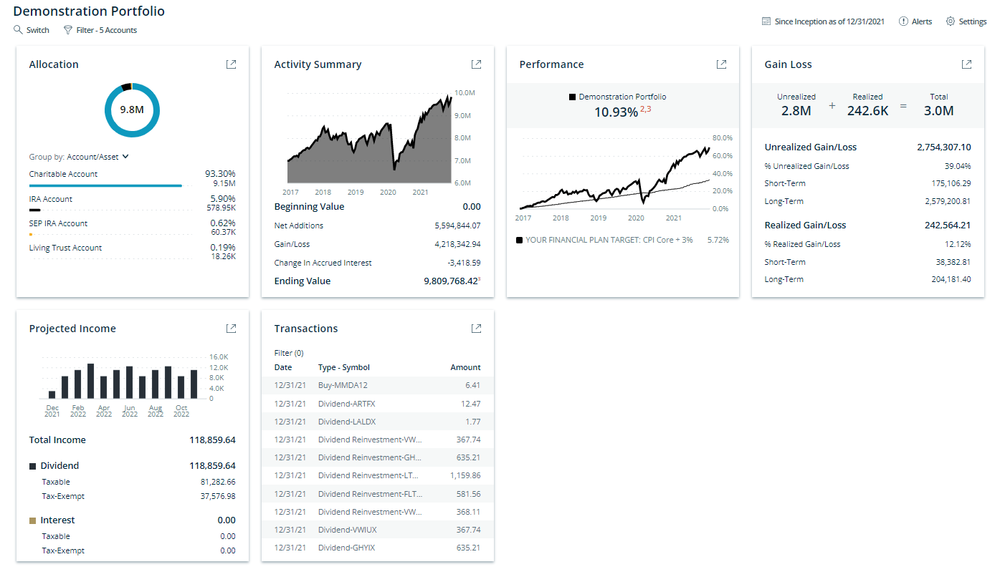 Demonstration Portfolio
Switch Filter - 5 Accounts
Since Inception as of 12/31/2021 Alerts Settings
Allocation
9.8M
Group by: Account/Asset
Charitable Account 93.30%
9.15M
IRA Account 5.90%
578.95K
SEP IRA Account 0.62%
60.37K
Living Trust Account 0.19%
18.26K
Activity Summary
10.0M
9.0M
8.0M
7.0M
6.0M
2017 2018 2019 2020 2021
Beginning Value 0.00
Net Additions 5,594,844.07
Gain/Loss 4,218,342.94
Change In Accrued Interest -3,418.59
Ending Value 9,809,768.42³
Performance
Demonstration Portfolio
10.93% 2,3
80.0%
60.0%
40.0%
20.0%
0.0%
2017 2018 2019 2020 2021
YOUR FINANCIAL PLAN TARGET: CPI Core + 3% 5.72%
Gain Loss
Unrealized Realized Total
2.8M + 242.6K = 3.0M
Unrealized Gain/Loss 2,754,307.10
% Unrealized Gain/Loss 39.04%
Short-Term 175,106.29
Long-Term 2,579,200.81
Realized Gain/Loss 242,564.21
% Realized Gain/Loss 12.12%
Short-Term 38,382.81
Long-Term 204,181.40
Projected Income
16.0K
12.0K
8.0K
4.0K
0
Dec Feb Apr Jun Aug Oct
2021 2022 2022 2022 2022 2022
Total Income 118,859.64
Dividend 118,859.64
Taxable 81,282.66
Tax-Exempt 37,576.98
Interest 0.00
Taxable 0.00
Tax-Exempt 0.00
Transactions
Filter (0)
Date Type - Symbol Amount
12/31/21 Buy-MMDA12 6.41
12/31/21 Dividend-ARTFX 12.47
12/31/21 Dividend-LALDX 1.77
12/31/21 Dividend Reinvestment-VW... 367.74
12/31/21 Dividend Reinvestment-GH... 635.21
12/31/21 Dividend Reinvestment-LT... 1,159.86
12/31/21 Dividend Reinvestment-FLT... 581.56
12/31/21 Dividend Reinvestment-VW... 368.11
12/31/21 Dividend-VWIUX 367.74
12/31/21 Dividend-GHYIX 635.21